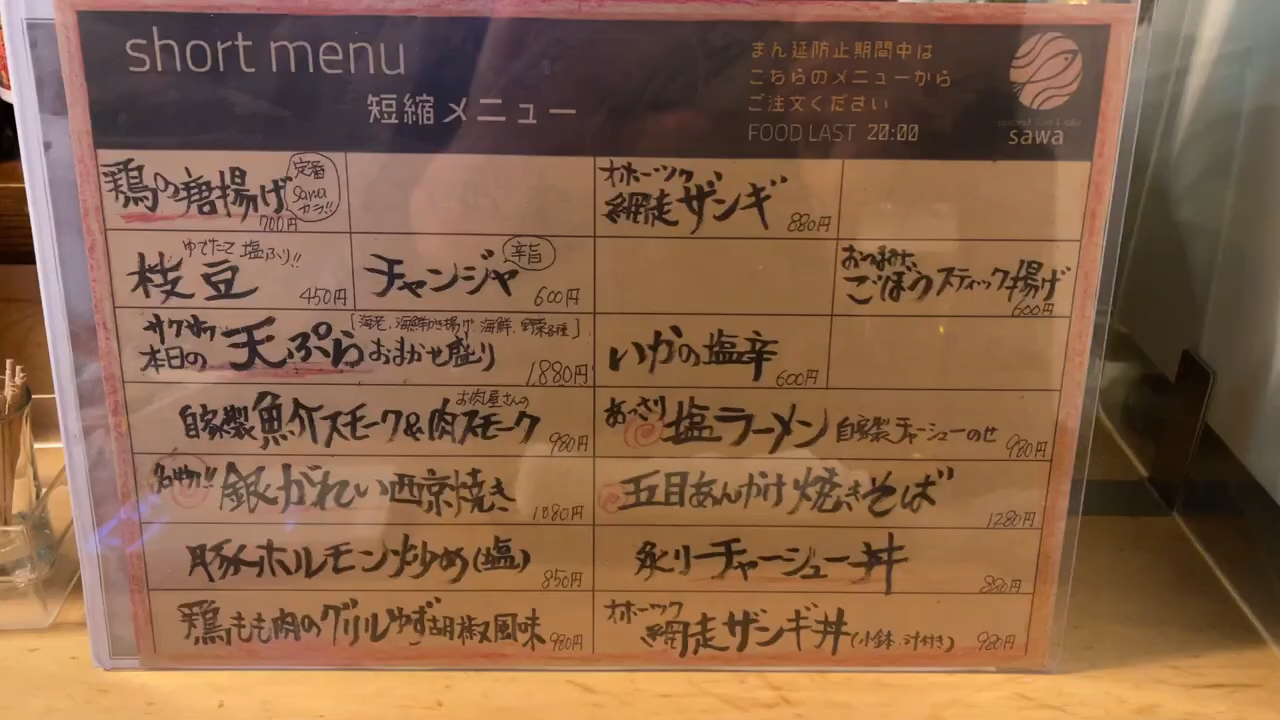 short menu
短縮メニュー
まん延防止期間中は
こちらのメニューから
ご注文ください
FOOD LAST 20:00
sawa
鶏の唐揚げ 定番 sawa カラ!! 700円
オホーツク
網走ザンギ 880円
ゆでたて 塩ふり!!
枝豆 450円
チャンジャ 辛旨 600円
おつまみに、
ごぼうスティック揚げ 600円
サクサク [海老、海鮮かき揚げ、海鮮、野菜各種]
本日の 天ぷら おまかせ盛り 1,880円
いかの塩辛 600円
お肉屋さんの
自家製魚介スモーク&肉スモーク 980円
あっさり 塩ラーメン 自家製チャーシューのせ 980円
名物!! 銀がれい西京焼き 1,080円
五目あんかけ焼きそば 1280円
豚ホルモン炒め(塩) 850円
炙りチャーシュー丼 880円
鶏もも肉のグリルゆず胡椒風味 980円
オホーツク
網走ザンギ丼(小鉢、汁付き) 980円